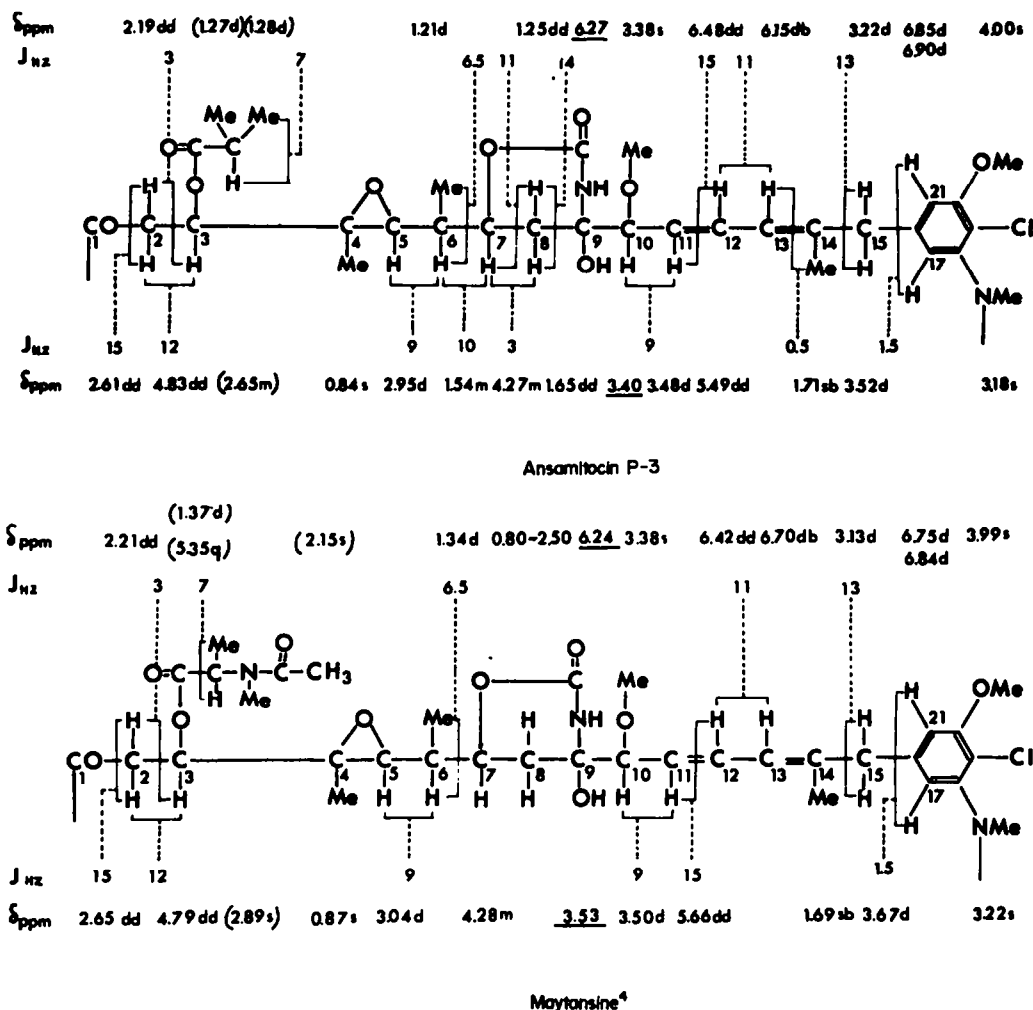 δppm 2.19dd (1.27d)(1.28d) 1.21d 1.25dd 6.27 3.38s 6.48dd 6.15db 3.22d 6.85d 4.00s
6.90d
JHZ 3 7 6.5 11 14 15 11 13
Me Me O
O C C O C Me
H NH H OMe
O O Me H O H H H H 21
CO C C C C C C C C C C C C C C Cl
1 2 3 4 5 6 7 8 9 10 11 12 13 14 15
H H Me H H H H OH H H Me H 17
H NMe
JHZ 15 12 9 10 3 9 0.5 1.5
δppm 2.61dd 4.83dd (2.65m) 0.84s 2.95d 1.54m 4.27m 1.65dd 3.40 3.48d 5.49dd 1.71sb 3.52d 3.18s
Ansamitocin P-3
(1.37d)
δppm 2.21dd (5.35q) (2.15s) 1.34d 0.80~2.50 6.24 3.38s 6.42dd 6.70db 3.13d 6.75d 3.99s
6.84d
JHZ 3 7 6.5 11 13
Me O O
O C C N C CH3 O C Me
H Me NH H OMe
H O O Me H O H H H 21
CO C C C C C C C C C C C C C C Cl
1 2 3 4 5 6 7 8 9 10 11 12 13 14 15
H H Me H H H H OH H H Me H 17
H NMe
JHZ 15 12 9 9 15 1.5
δppm 2.65 dd 4.79dd (2.89s) 0.87s 3.04d 4.28m 3.53 3.50d 5.66dd 1.69sb 3.67d 3.22s
Maytansine4